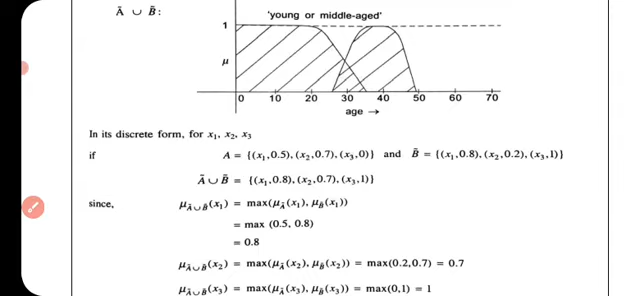 Ã ∪ B̃:
'young or middle-aged'
1
μ
0 10 20 30 40 50 60 70
age →
In its discrete form, for x₁, x₂, x₃
if A = {(x₁,0.5), (x₂,0.7), (x₃,0)} and B̃ = {(x₁,0.8), (x₂,0.2), (x₃,1)}
Ã ∪ B̃ = {(x₁,0.8), (x₂,0.7), (x₃,1)}
since, μ_Ã∪B̃(x₁) = max(μ_Ã(x₁), μ_B̃(x₁))
= max (0.5, 0.8)
= 0.8
μ_Ã∪B̃(x₂) = max(μ_Ã(x₂), μ_B̃(x₂)) = max(0.2,0.7) = 0.7
μ_Ã∪B̃(x₃) = max(μ_Ã(x₃), μ_B̃(x₃)) = max(0,1) = 1